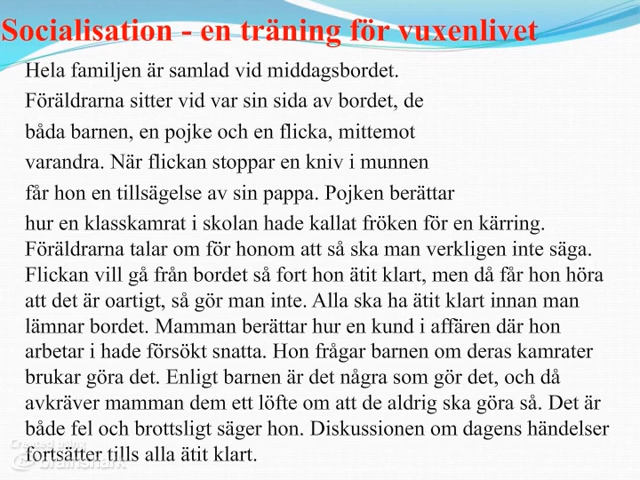 Socialisation - en träning för vuxenlivet
Hela familjen är samlad vid middagsbordet.
Föräldrarna sitter vid var sin sida av bordet, de
båda barnen, en pojke och en flicka, mittemot
varandra. När flickan stoppar en kniv i munnen
får hon en tillsägelse av sin pappa. Pojken berättar
hur en klasskamrat i skolan hade kallat fröken för en kärring.
Föräldrarna talar om för honom att så ska man verkligen inte säga.
Flickan vill gå från bordet så fort hon ätit klart, men då får hon höra
att det är oartigt, så gör man inte. Alla ska ha ätit klart innan man
lämnar bordet. Mamman berättar hur en kund i affären där hon
arbetar i hade försökt snatta. Hon frågar barnen om deras kamrater
brukar göra det. Enligt barnen är det några som gör det, och då
avkräver mamman dem ett löfte om att de aldrig ska göra så. Det är
både fel och brottsligt säger hon. Diskussionen om dagens händelser
fortsätter tills alla ätit klart.
Created using
brainshark